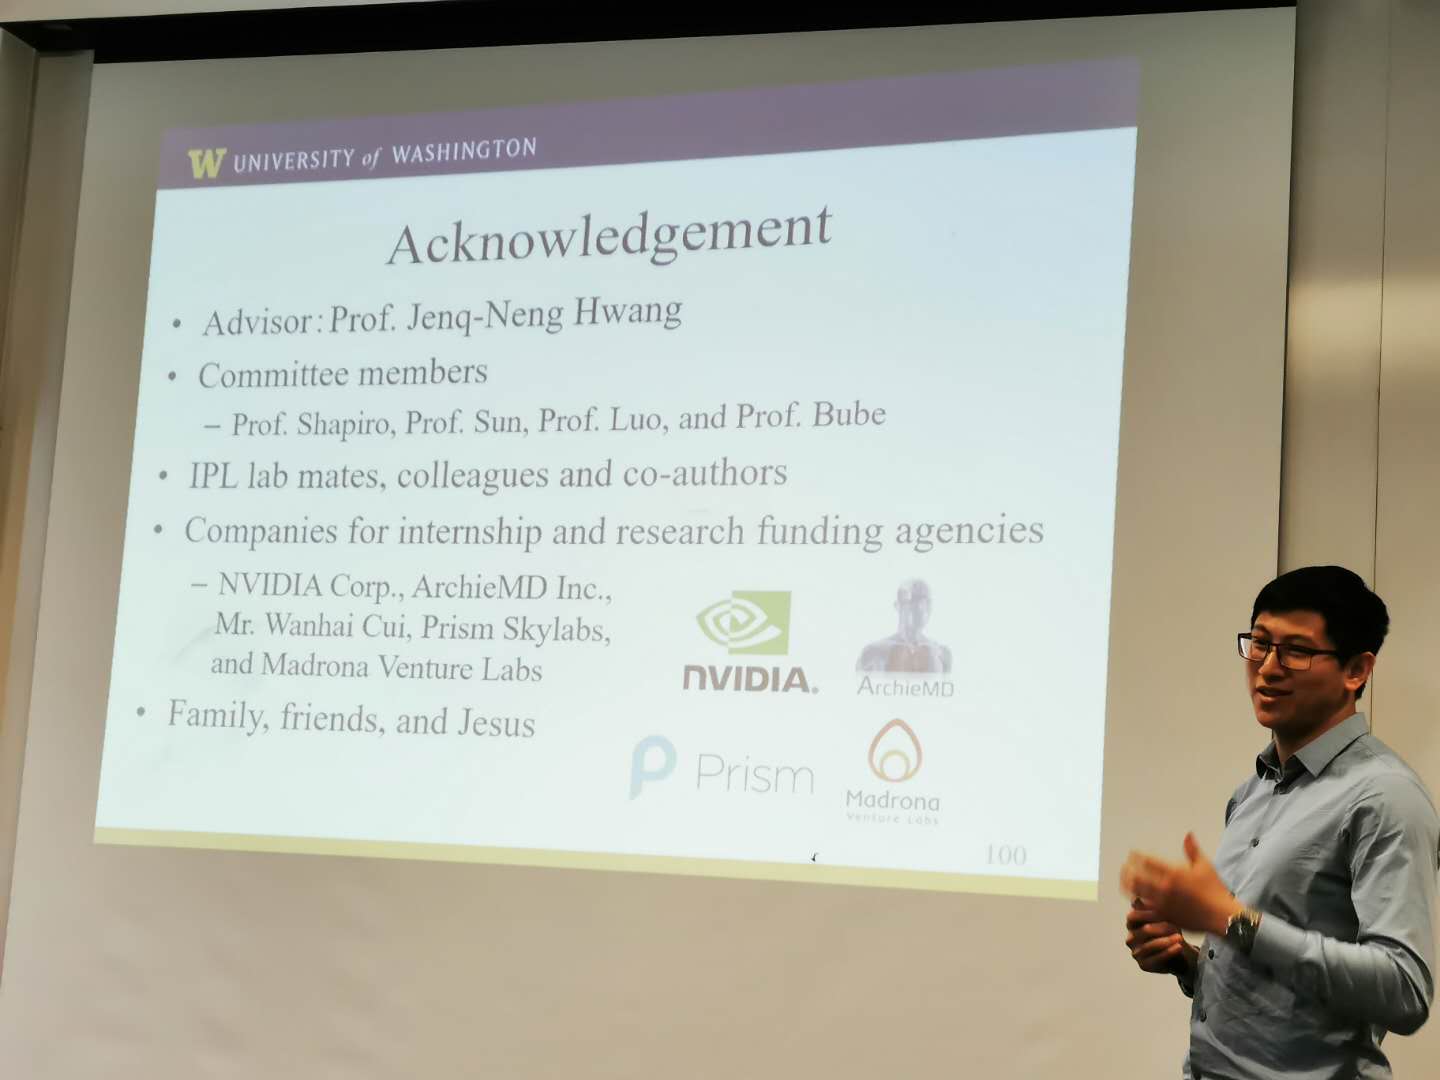 W UNIVERSITY of WASHINGTON
Acknowledgement
• Advisor: Prof. Jenq-Neng Hwang
• Committee members
– Prof. Shapiro, Prof. Sun, Prof. Luo, and Prof. Bube
• IPL lab mates, colleagues and co-authors
• Companies for internship and research funding agencies
– NVIDIA Corp., ArchieMD Inc.,
Mr. Wanhai Cui, Prism Skylabs,
and Madrona Venture Labs
• Family, friends, and Jesus
NVIDIA.
ArchieMD
Prism
Madrona
Venture Labs
100